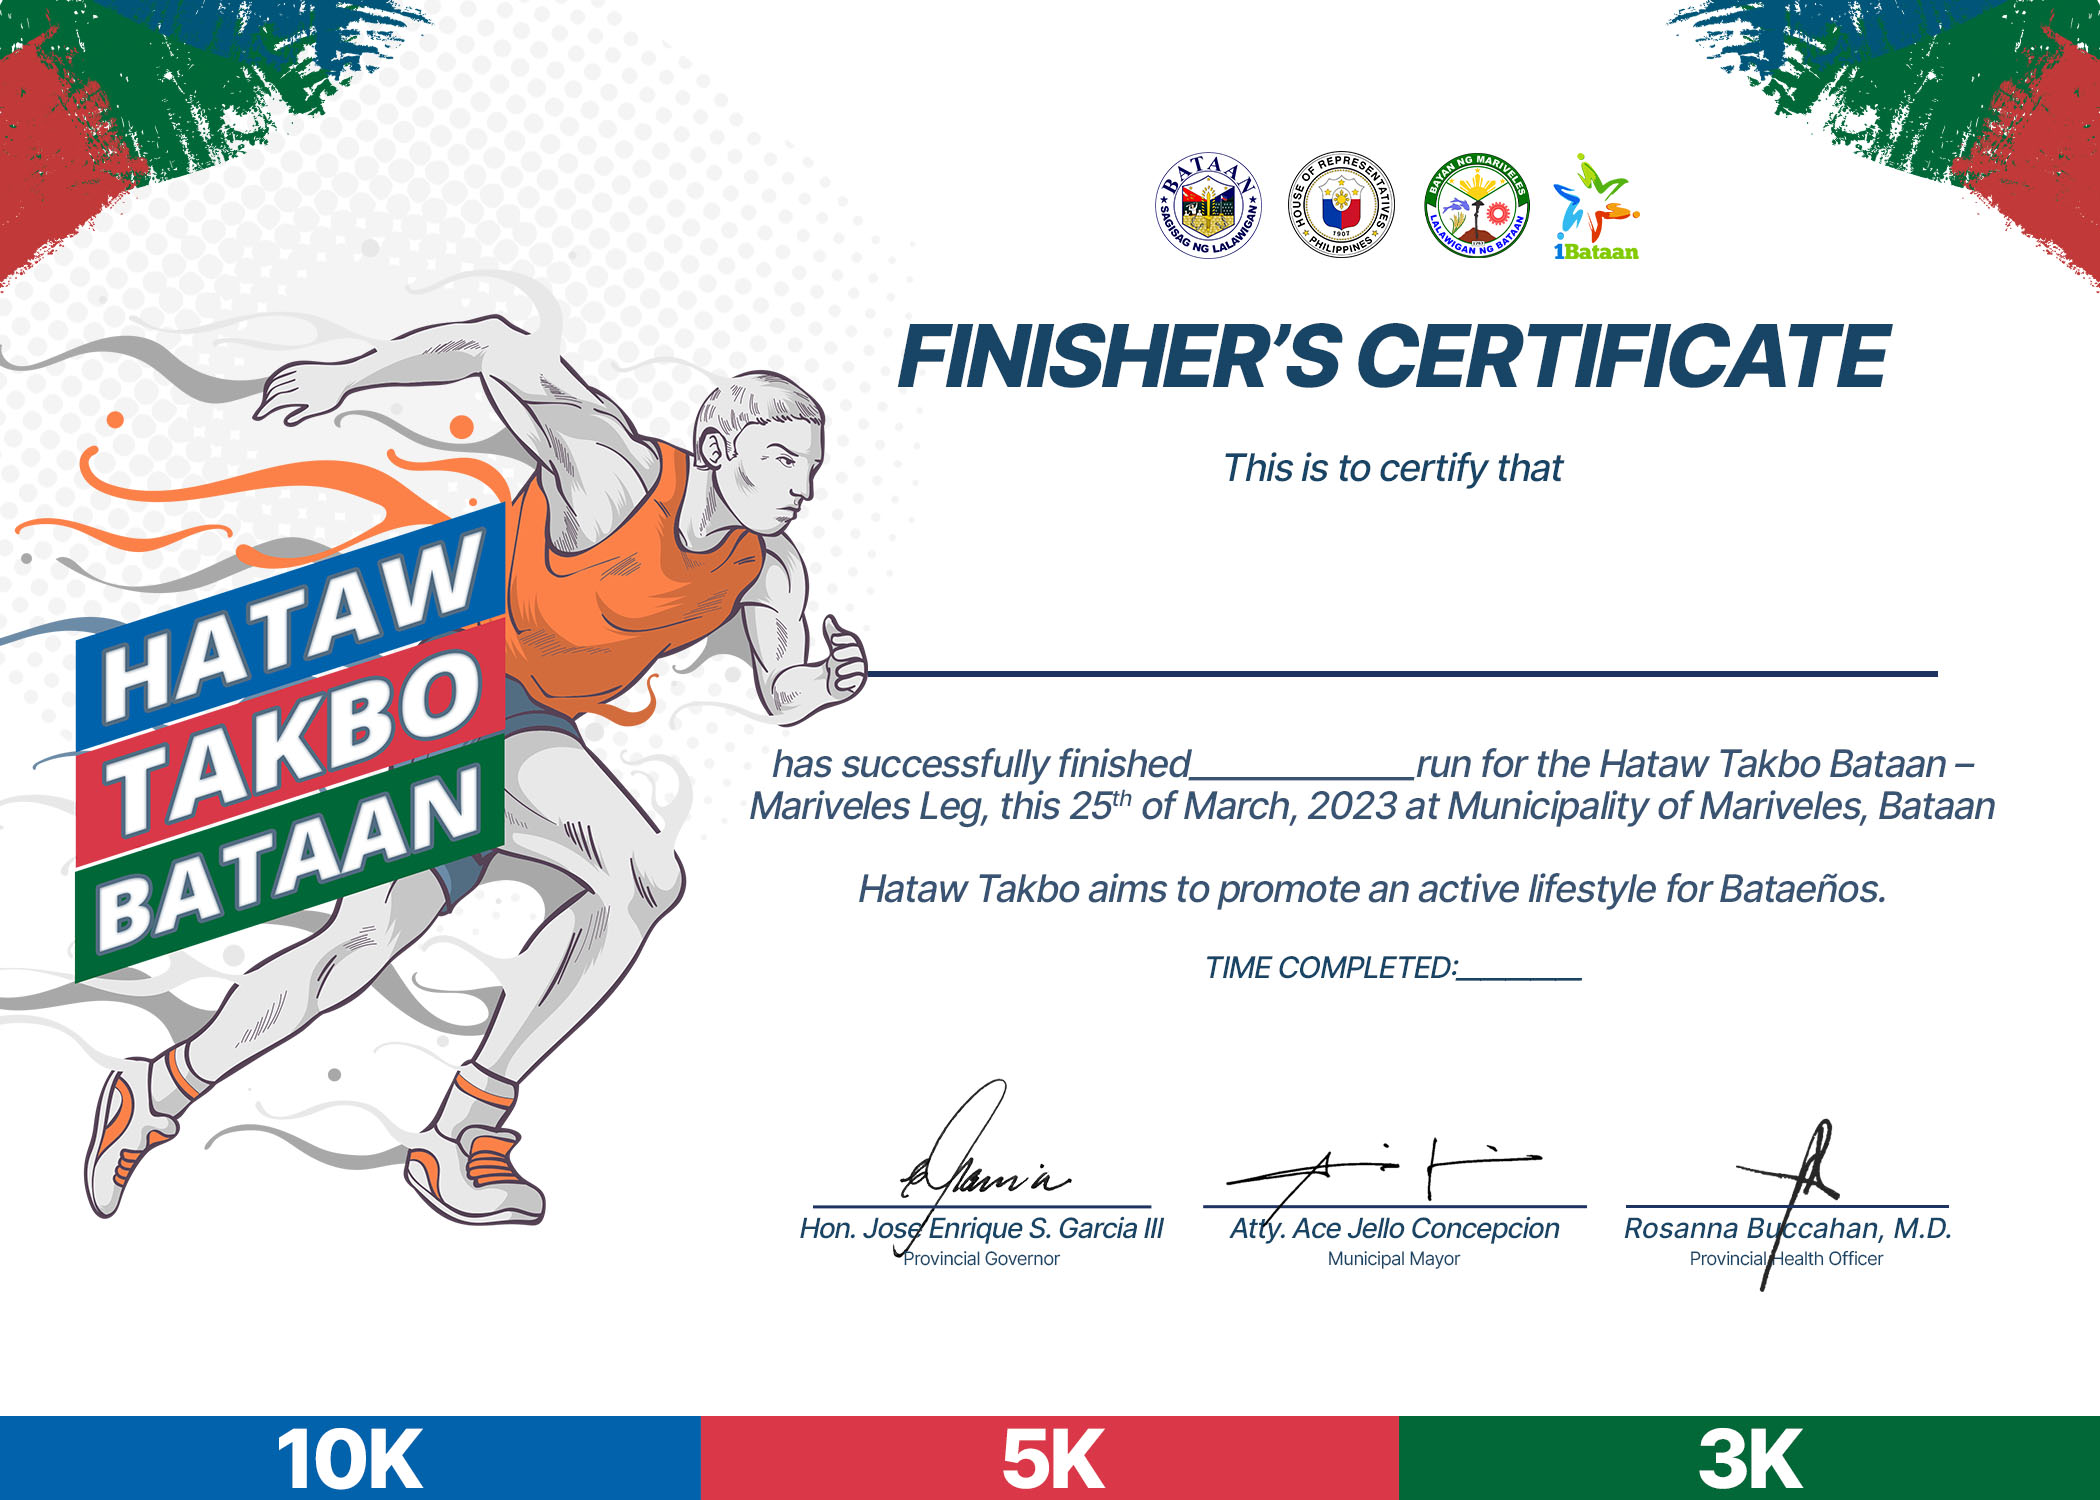 BATAAN
SAGISAG NG LALAWIGAN
HOUSE OF REPRESENTATIVES
1907
PHILIPPINES
BAYAN NG MARIVELES
LALAWIGAN NG BATAAN
1Bataan
FINISHER’S CERTIFICATE
This is to certify that
HATAW
TAKBO
BATAAN
has successfully finished___________run for the Hataw Takbo Bataan –
Mariveles Leg, this 25th of March, 2023 at Municipality of Mariveles, Bataan
Hataw Takbo aims to promote an active lifestyle for Bataeños.
TIME COMPLETED:________
Hon. Jose Enrique S. Garcia III
Provincial Governor
Atty. Ace Jello Concepcion
Municipal Mayor
Rosanna Buccahan, M.D.
Provincial Health Officer
10K
5K
3K